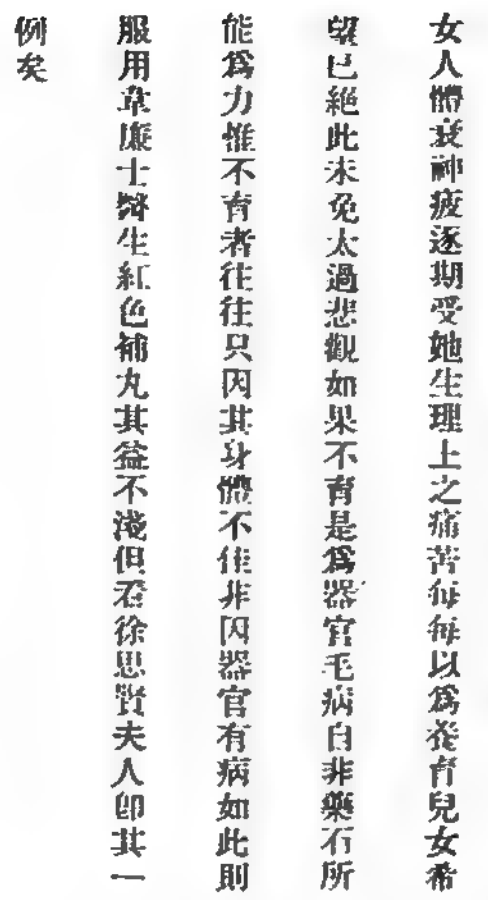 女人體衰神疲逐期受她生理上之痛苦每每以爲養育兒女希
望已絕此未免太過悲觀如果不育是爲器官毛病自非藥石所
能爲力惟不育者往往只因其身體不佳非因器官有病如此則
服用韋廉士醫生紅色補丸其益不淺但看徐思賢夫人卽其一
例矣